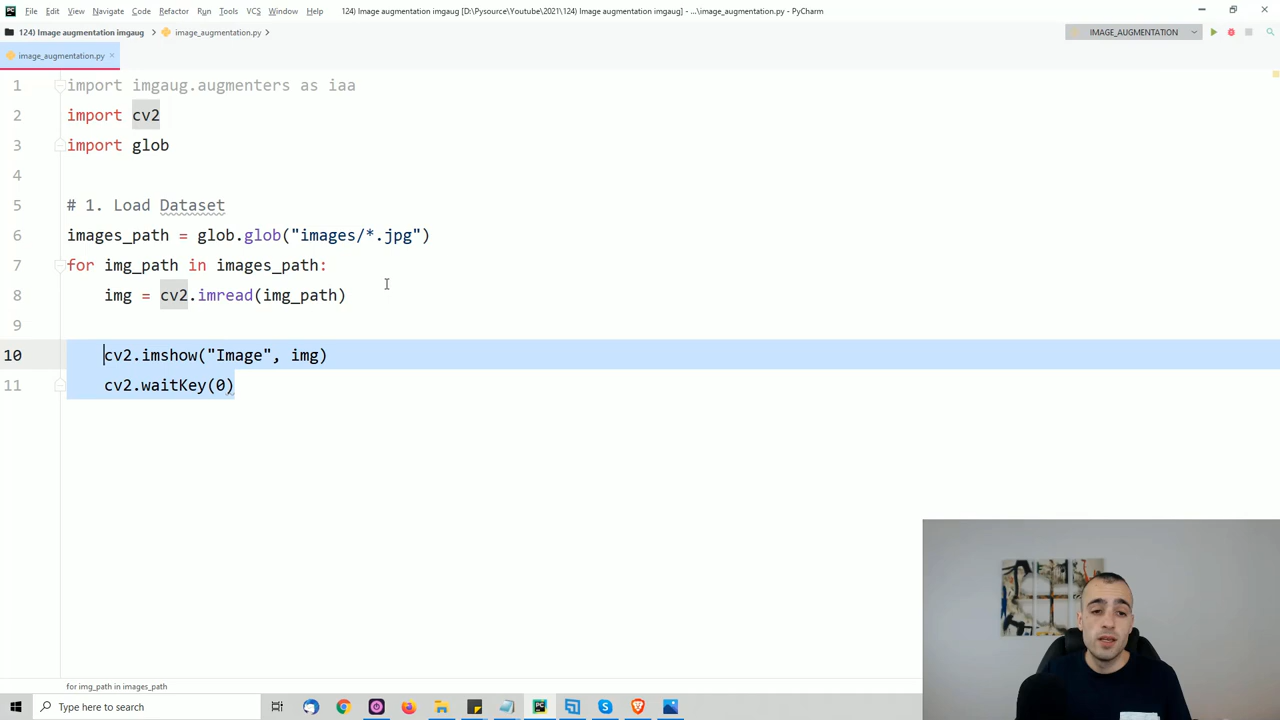 File Edit View Navigate Code Refactor Run Tools VCS Window Help 124) Image augmentation imgaug [D:\Pysource\Youtube\2021\124) Image augmentation imgaug] - ...\image_augmentation.py - PyCharm
124) Image augmentation imgaug image_augmentation.py IMAGE_AUGMENTATION
image_augmentation.py
1 import imgaug.augmenters as iaa
2 import cv2
3 import glob
4
5 # 1. Load Dataset
6 images_path = glob.glob("images/*.jpg")
7 for img_path in images_path:
8 img = cv2.imread(img_path)
9
10 cv2.imshow("Image", img)
11 cv2.waitKey(0)
for img_path in images_path
Type here to search